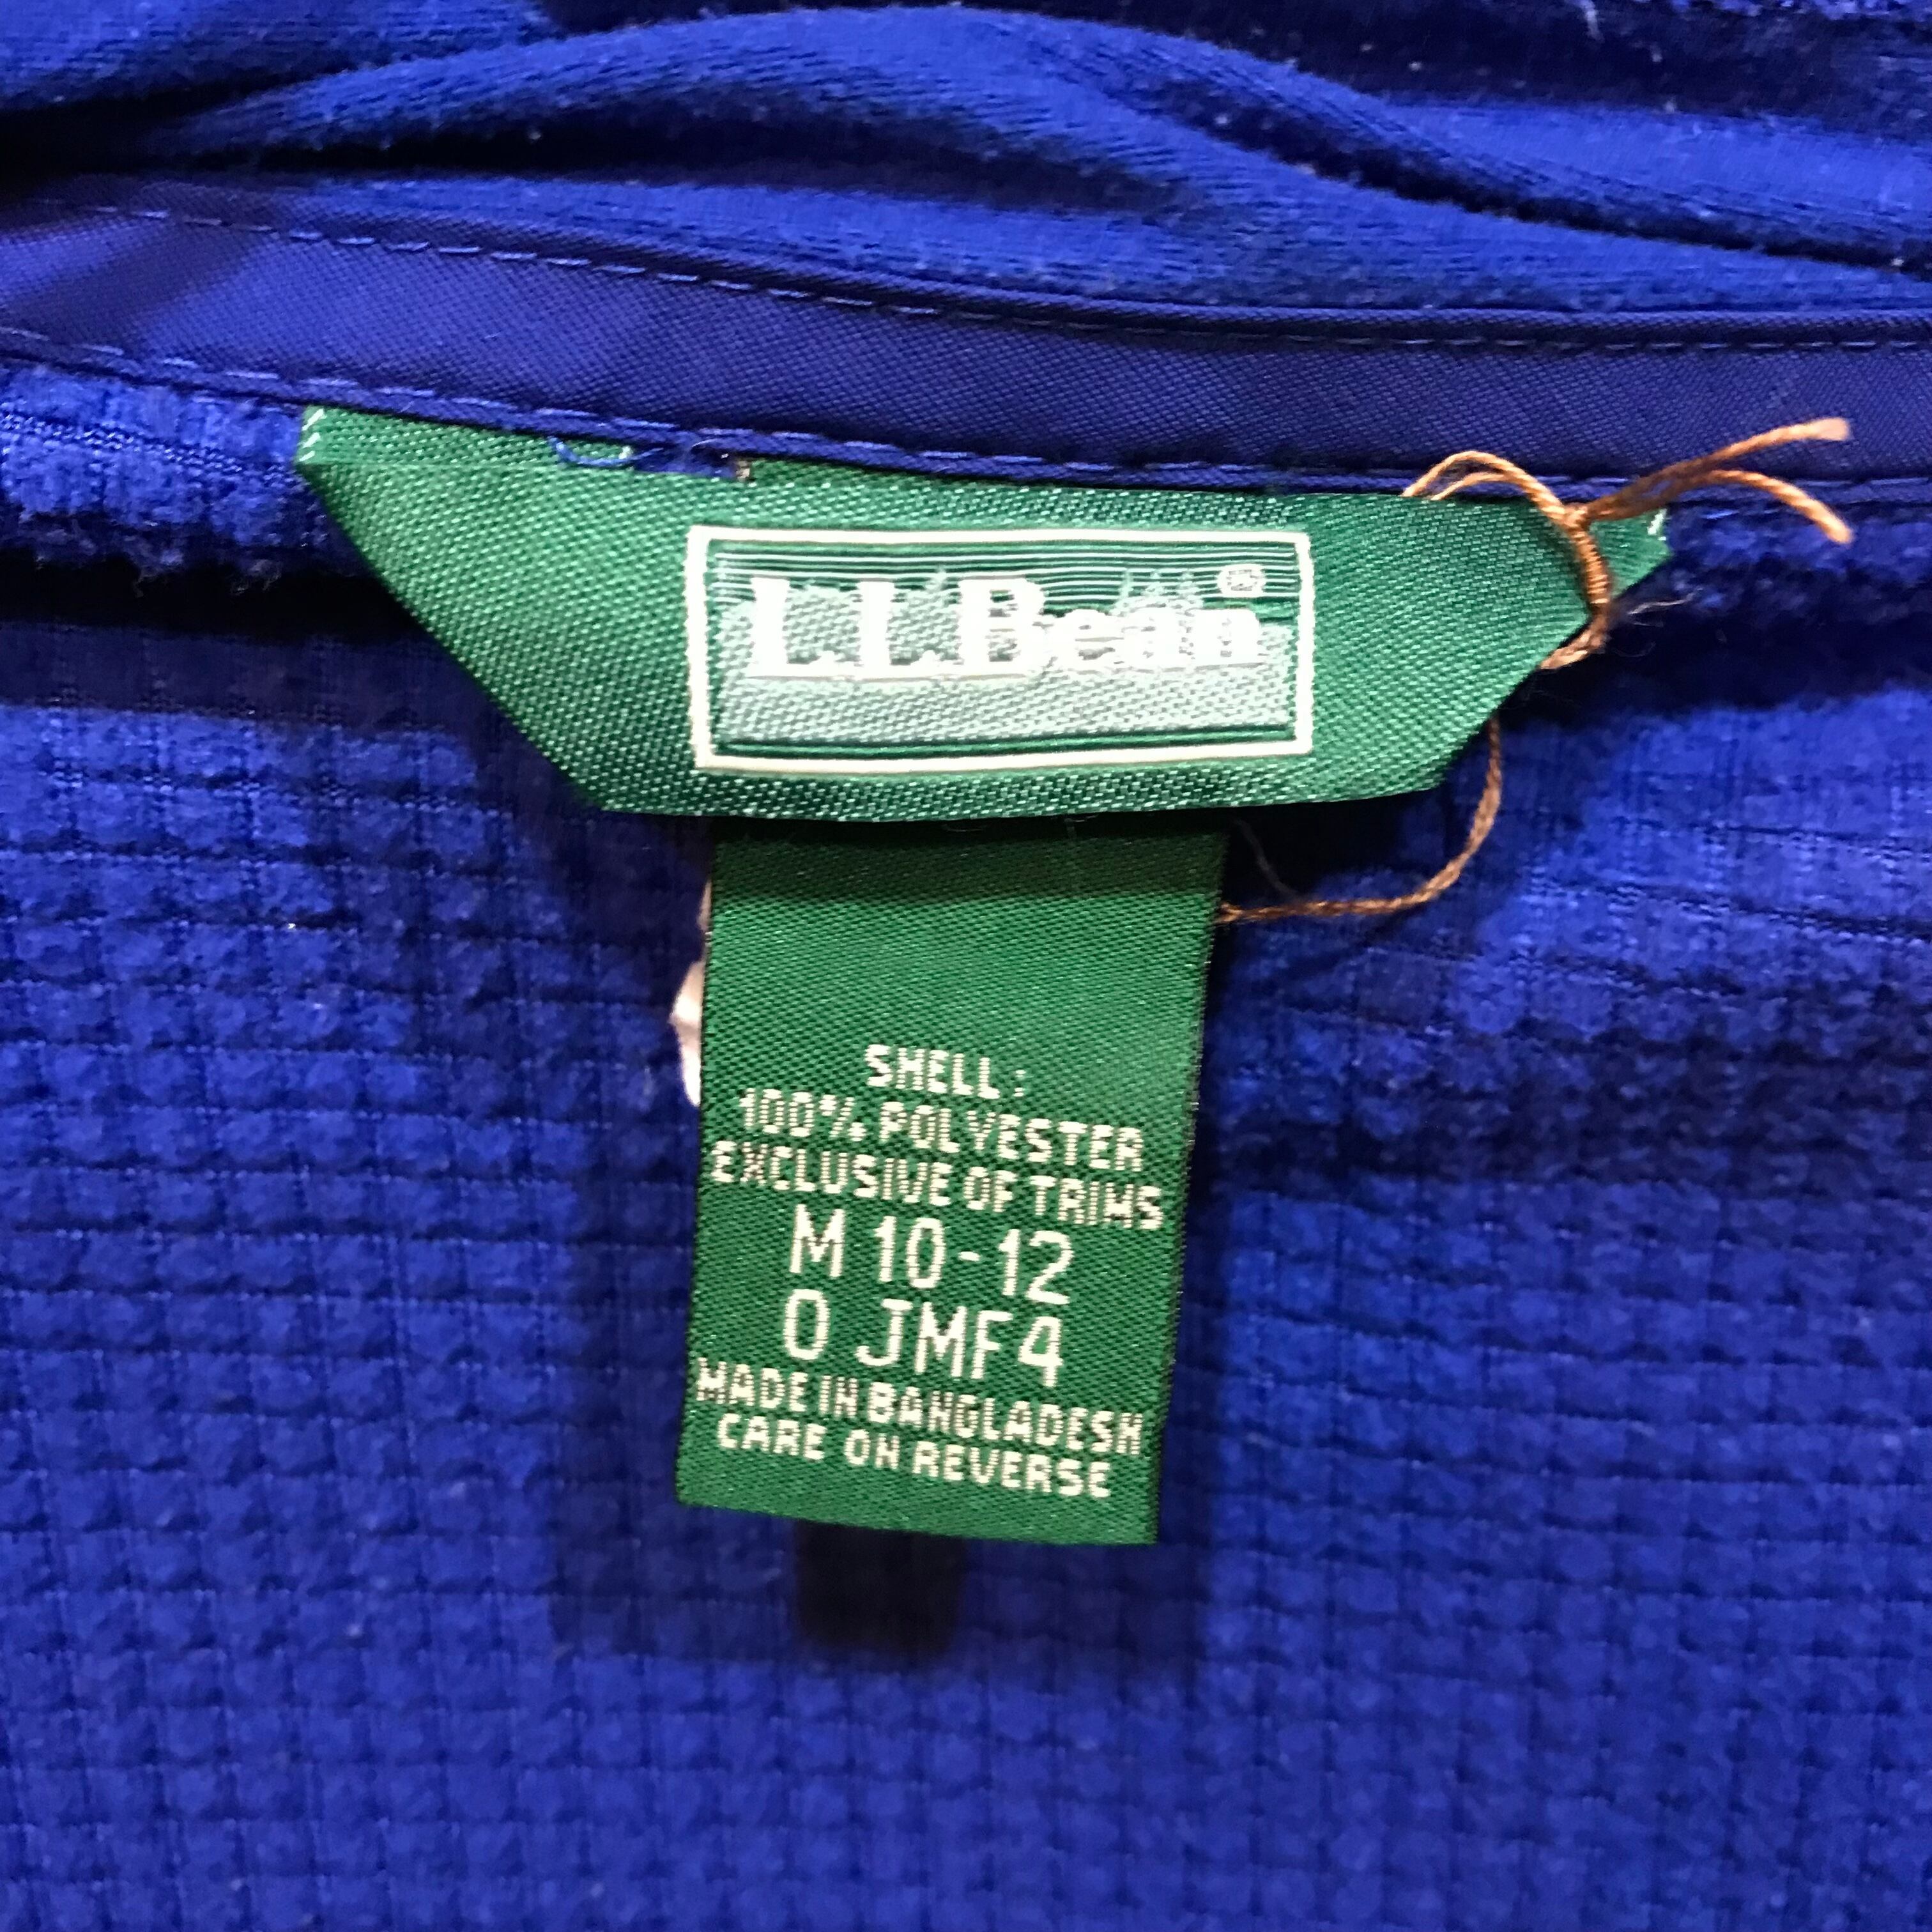 L.L.Bean®
SHELL:
100% POLYESTER
EXCLUSIVE OF TRIMS
M 10-12
0 JMF4
MADE IN BANGLADESH
CARE ON REVERSE